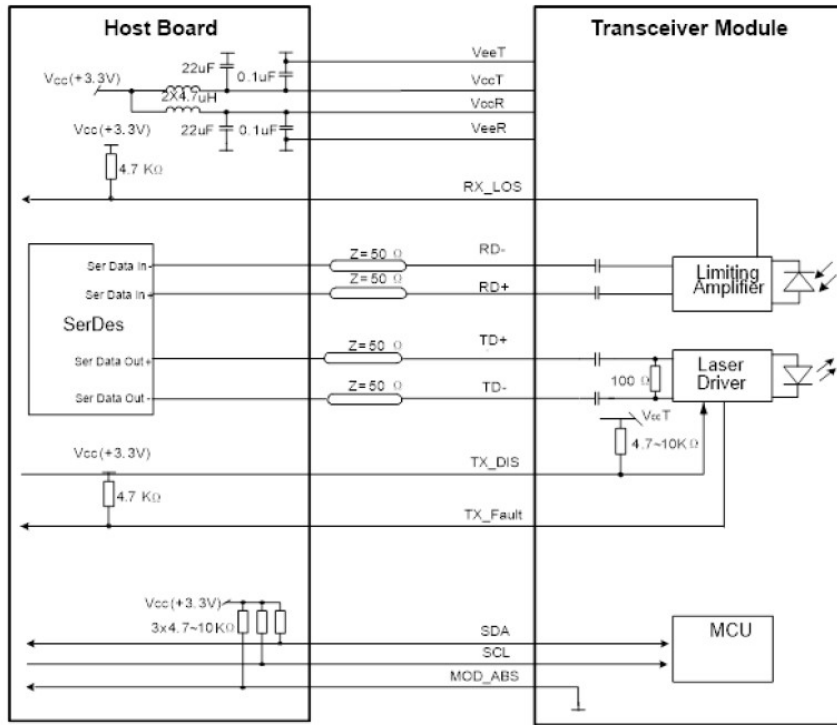 Host Board
Transceiver Module
VeeT
22uF
0.1uF
VccT
Vcc(+3.3V)
2X4.7uH
VccR
22uF
0.1uF
VeeR
Vcc(+3.3V)
4.7 KΩ
RX_LOS
Z=50 Ω
RD-
Ser Data In -
Limiting
Amplifier
Z=50 Ω
RD+
Ser Data In +
SerDes
Z=50 Ω
TD+
Ser Data Out+
Laser
Driver
100 Ω
Z=50 Ω
TD-
Ser Data Out -
VccT
4.7~10KΩ
Vcc(+3.3V)
TX_DIS
4.7 KΩ
TX_Fault
Vcc(+3.3V)
3x4.7~10KΩ
SDA
MCU
SCL
MOD_ABS